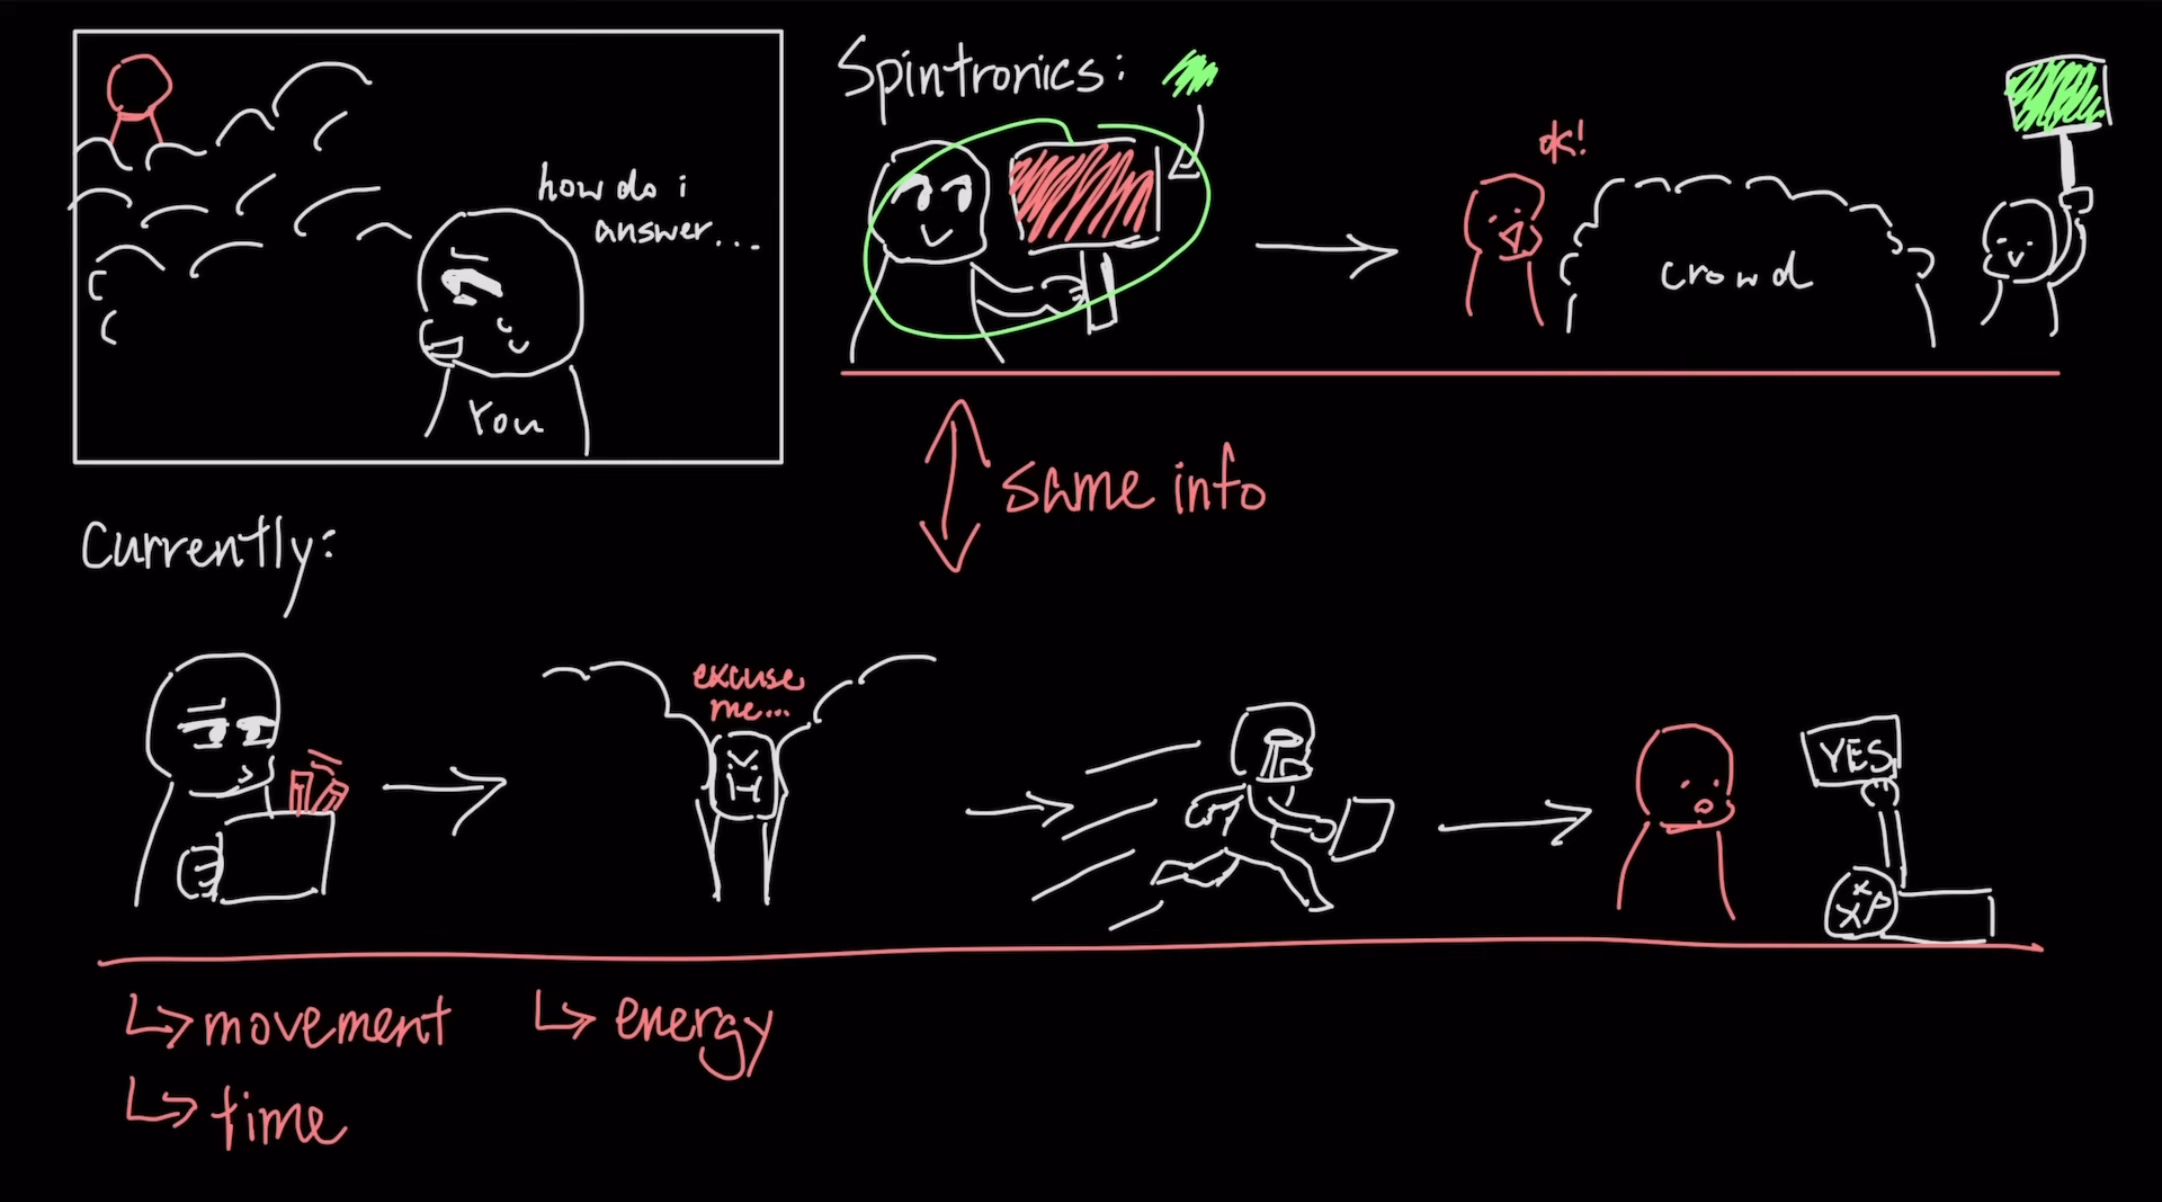 how do i
answer...
You
Spintronics:
ok!
crowd
same info
Currently:
excuse
me...
YES
movement
energy
time